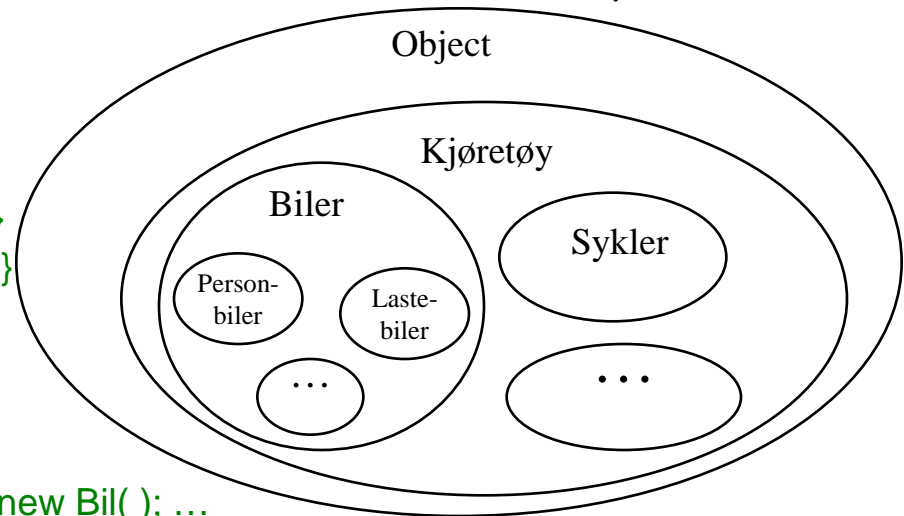 Object
Kjøretøy
Biler
Sykler
}
Person-
biler
Laste-
biler
...
...
new Bil( ); ...